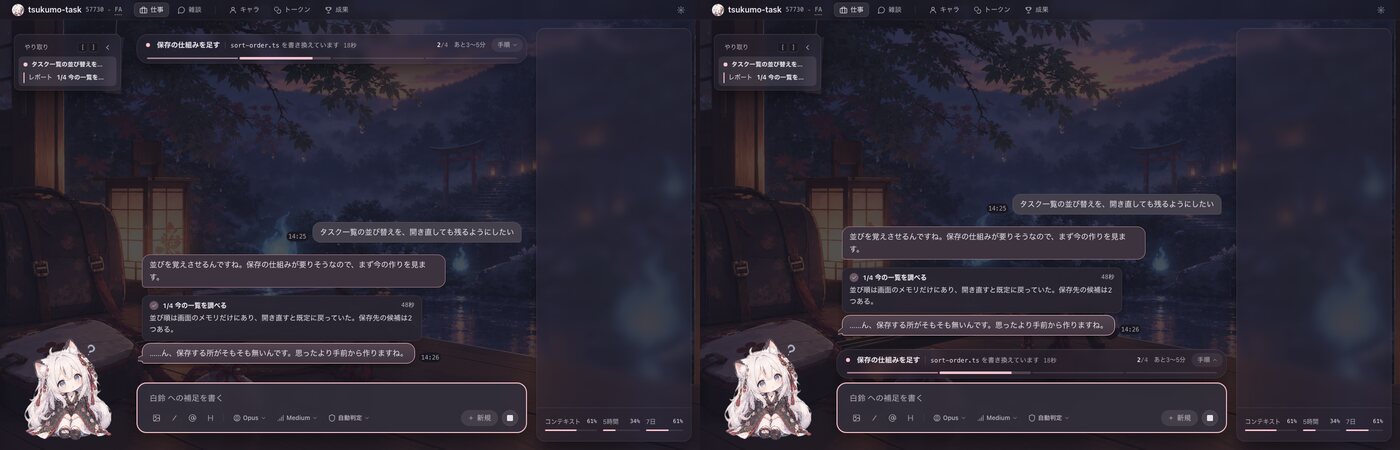 tsukumo-task 57730 - FA 仕事 雑談 キャラ トークン 成果
やり取り [ ]
タスク一覧の並び替えを…
レポート 1/4 今の一覧を…
保存の仕組みを足す sort-order.ts を書き換えています 18秒 2/4 あと3〜5分 手順
タスク一覧の並び替えを、開き直しても残るようにしたい
14:25
並びを覚えさせるんですね。保存の仕組みが要りそうなので、まず今の作りを見ま
す。
1/4 今の一覧を調べる 48秒
並び順は画面のメモリだけにあり、開き直すと既定に戻っていた。保存先の候補は2
つある。
……ん、保存する所がそもそも無いんです。思ったより手前から作りますね。
14:26
白鈴 への補足を書く
Opus Medium 自動判定 + 新規
コンテキスト 61% 5時間 34% 7日 61%
tsukumo-task 57730 - FA 仕事 雑談 キャラ トークン 成果
やり取り [ ]
タスク一覧の並び替えを…
レポート 1/4 今の一覧を…
タスク一覧の並び替えを、開き直しても残るようにしたい
14:25
並びを覚えさせるんですね。保存の仕組みが要りそうなので、まず今の作りを見ま
す。
1/4 今の一覧を調べる 48秒
並び順は画面のメモリだけにあり、開き直すと既定に戻っていた。保存先の候補は2
つある。
……ん、保存する所がそもそも無いんです。思ったより手前から作りますね。
14:26
保存の仕組みを足す sort-order.ts を書き換えています 18秒 2/4 あと3〜5分 手順
白鈴 への補足を書く
Opus Medium 自動判定 + 新規
コンテキスト 61% 5時間 34% 7日 61%